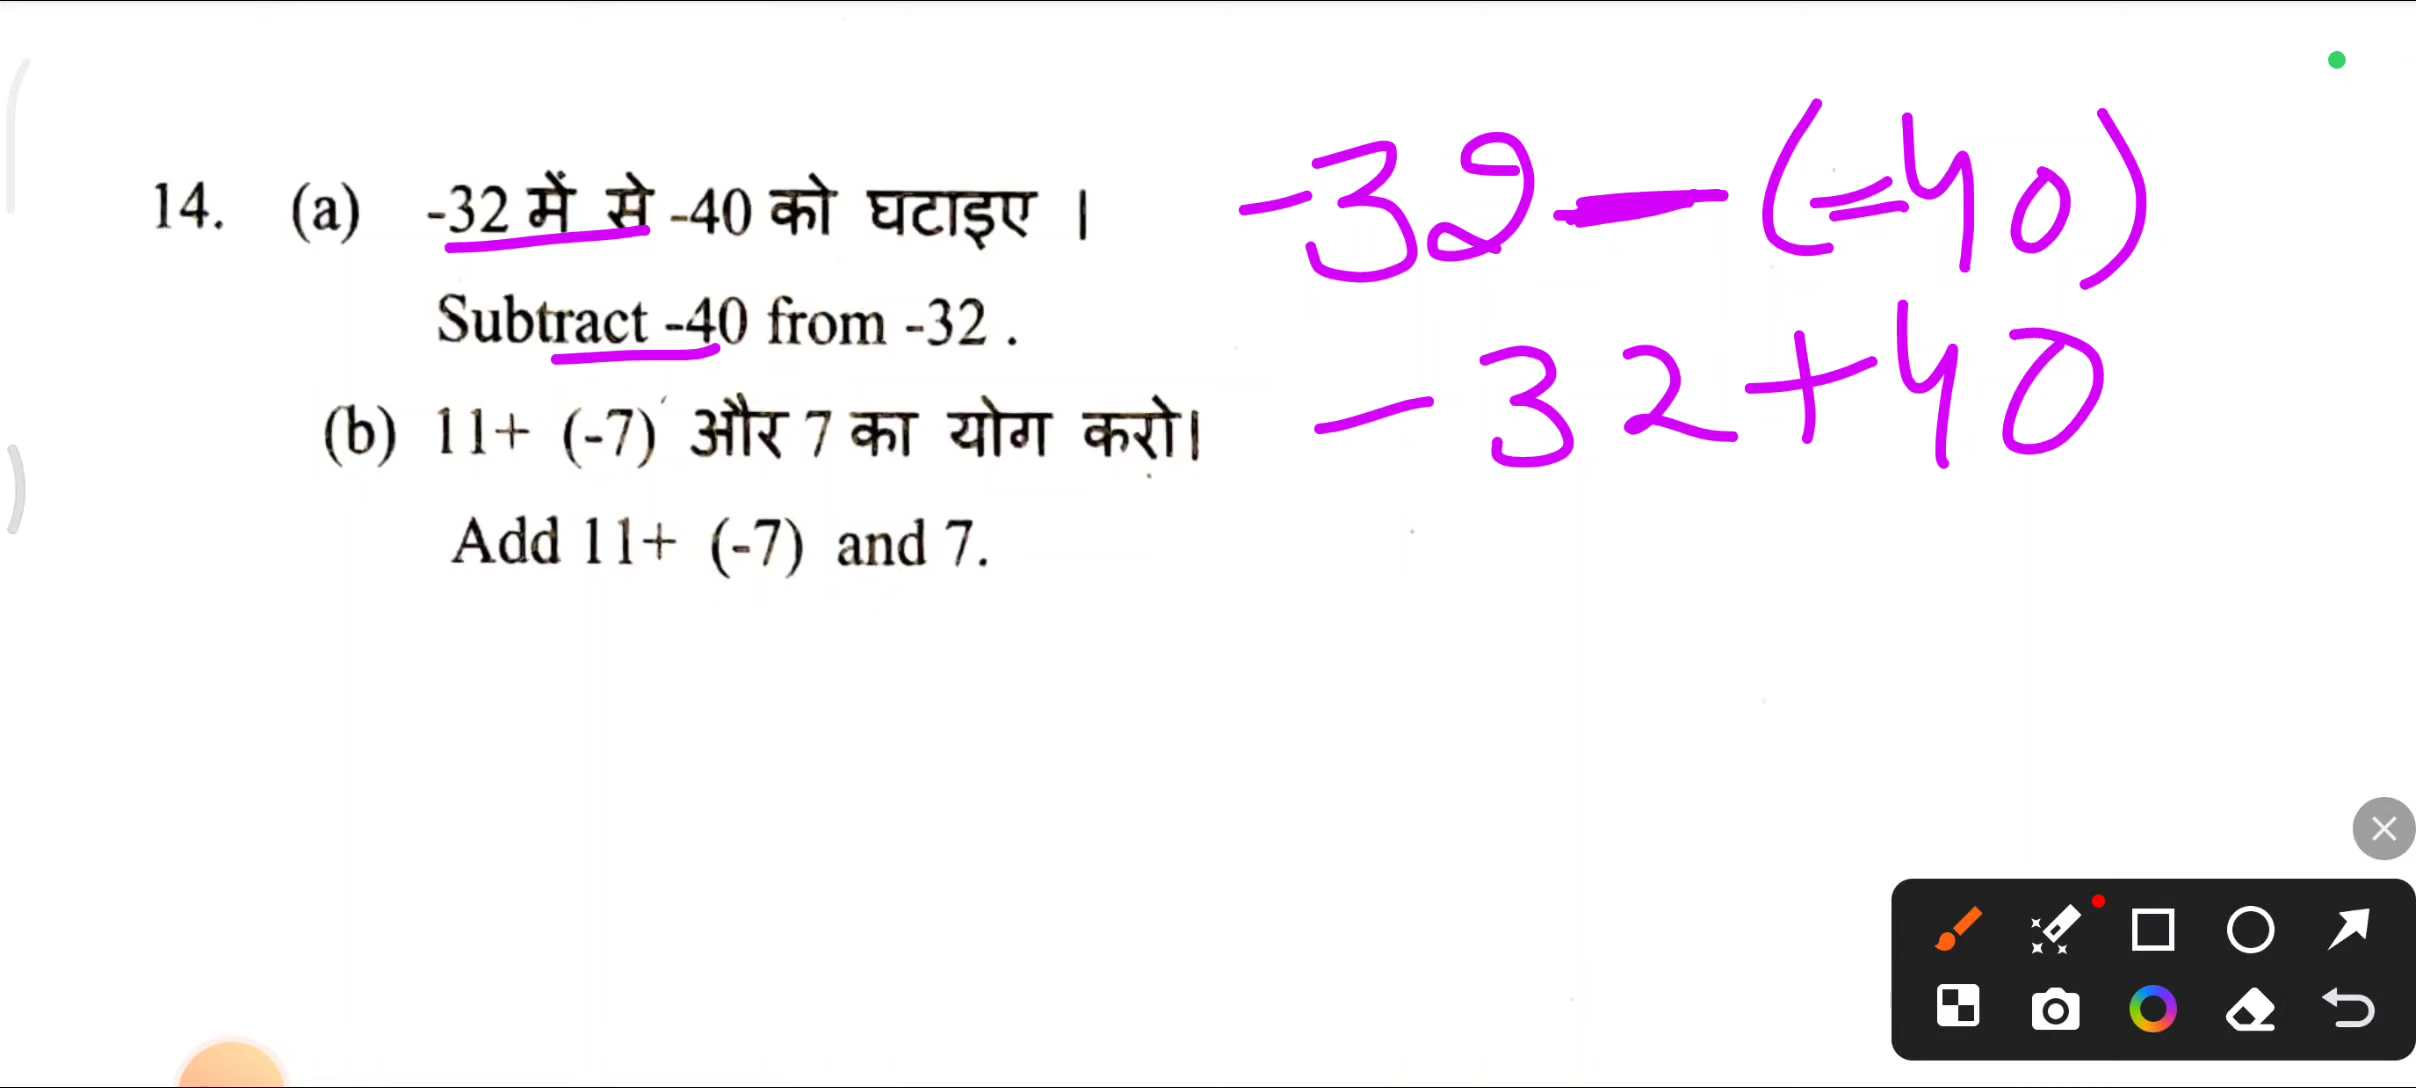 14. (a) -32 में से -40 को घटाइए ।
-32-(-40)
Subtract -40 from -32 .
-32+40
(b) 11+ (-7) और 7 का योग करो।
Add 11+ (-7) and 7.